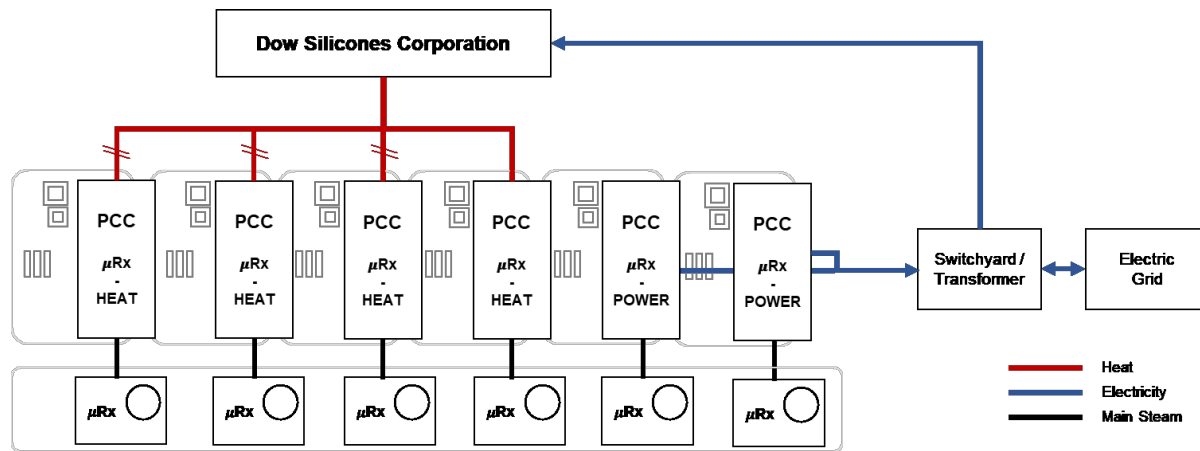 Dow Silicones Corporation
PCC
μRx
-
HEAT
PCC
μRx
-
HEAT
PCC
μRx
-
HEAT
PCC
μRx
-
HEAT
PCC
μRx
-
POWER
PCC
μRx
-
POWER
Switchyard /
Transformer
Electric
Grid
μRx
μRx
μRx
μRx
μRx
μRx
Heat
Electricity
Main Steam